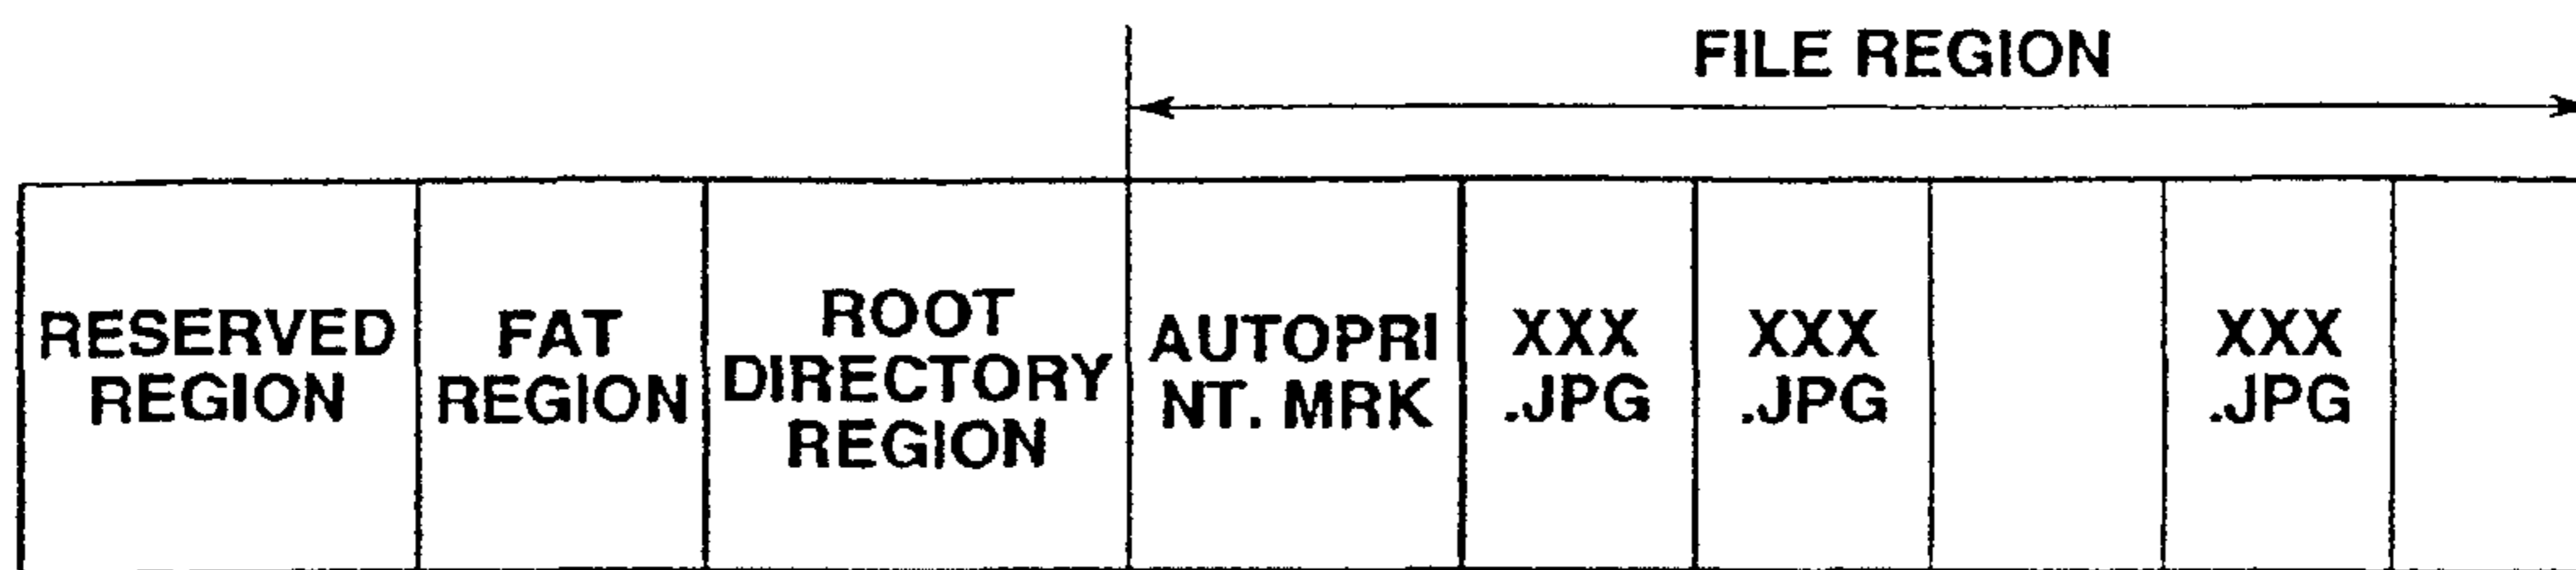 FILE REGION
RESERVED
REGION
FAT
REGION
ROOT
DIRECTORY
REGION
AUTOPRI
NT. MRK
XXX
.JPG
XXX
.JPG
XXX
.JPG